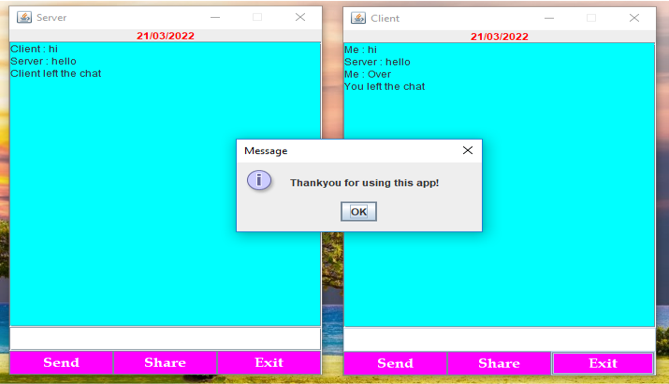 Server
21/03/2022
Client : hi
Server : hello
Client left the chat
Send Share Exit
Client
21/03/2022
Me : hi
Server : hello
Me : Over
You left the chat
Send Share Exit
Message
Thankyou for using this app!
OK